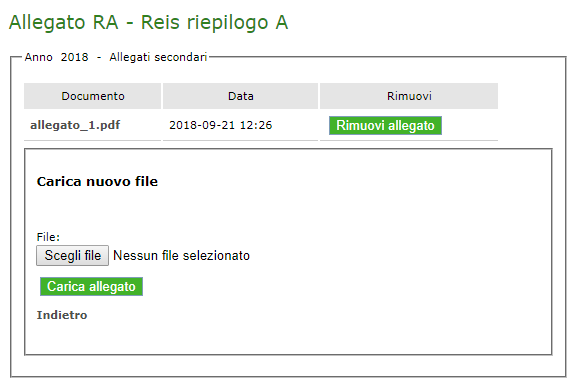 Allegato RA - Reis riepilogo A
Anno 2018 - Allegati secondari
Documento Data Rimuovi
allegato_1.pdf 2018-09-21 12:26 Rimuovi allegato
Carica nuovo file
File:
Scegli file Nessun file selezionato
Carica allegato
Indietro